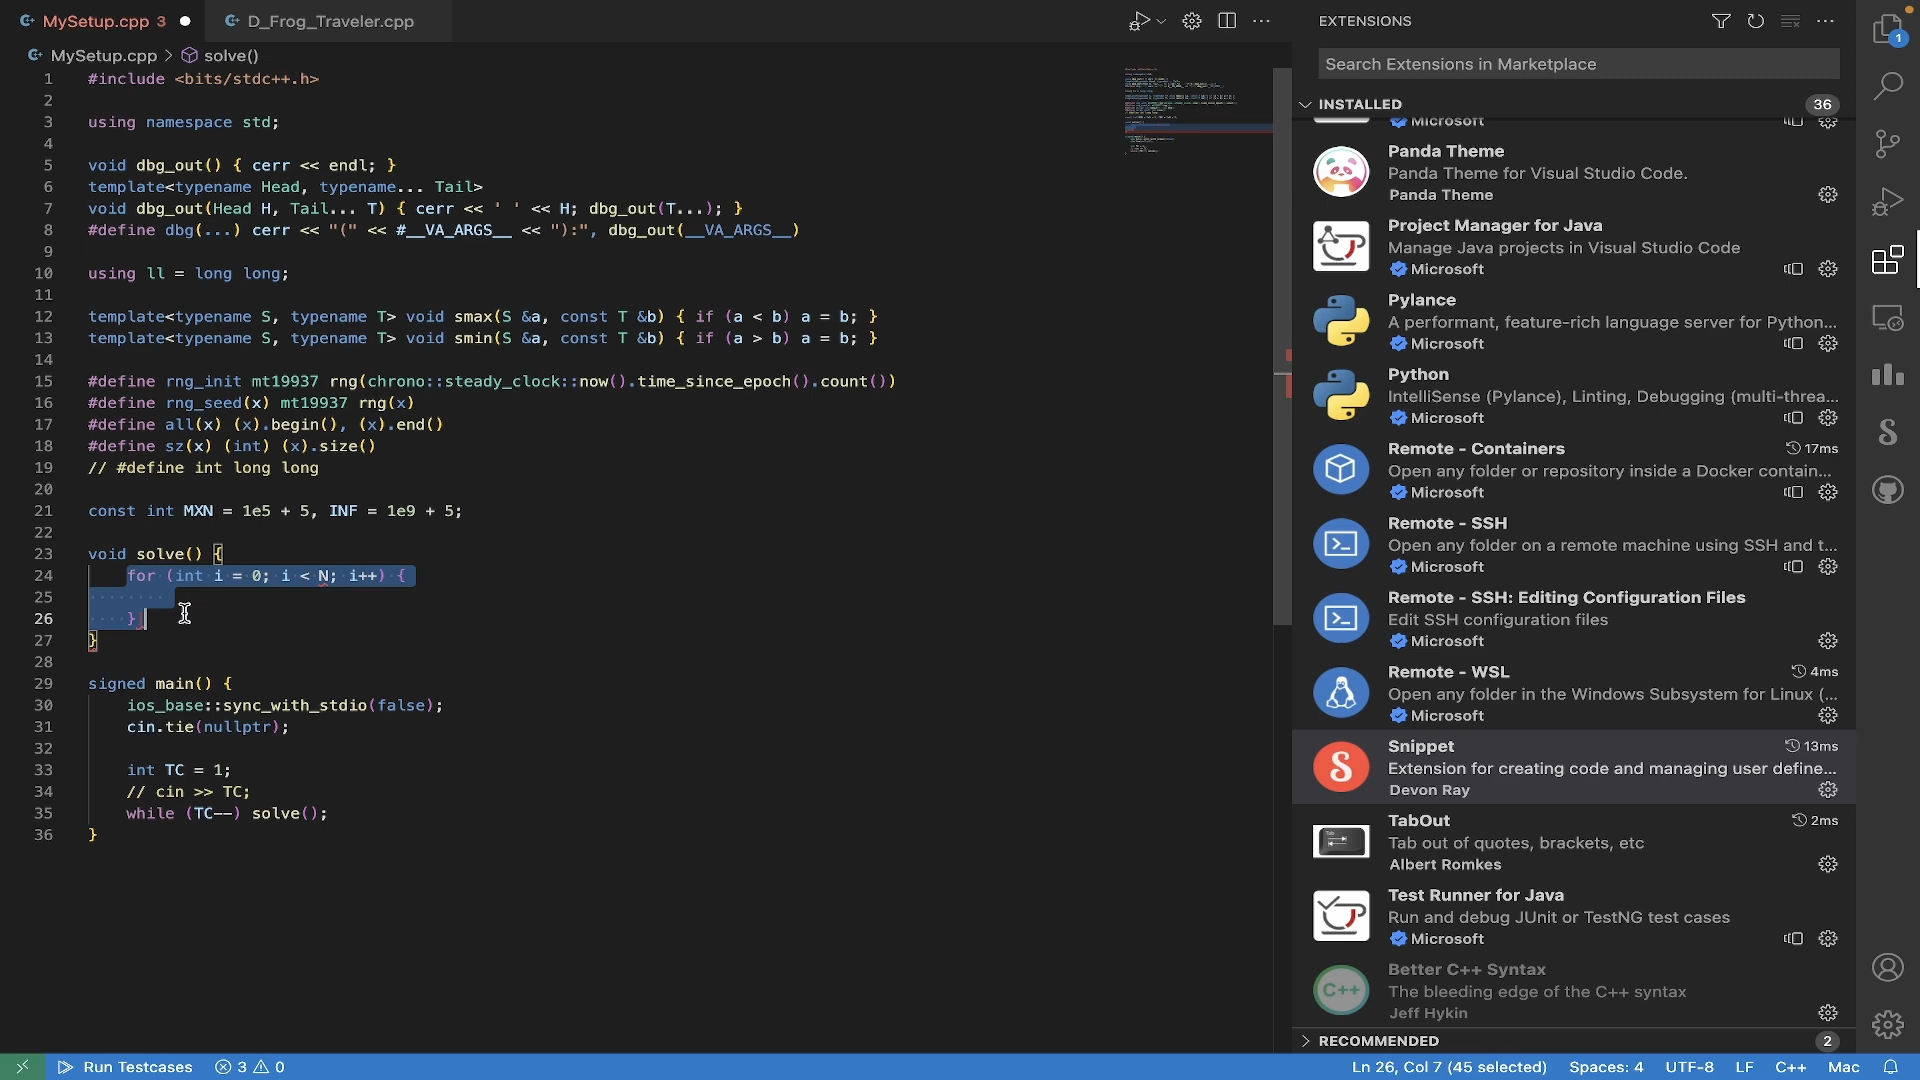 MySetup.cpp 3
D_Frog_Traveler.cpp
MySetup.cpp > solve()
1 #include <bits/stdc++.h>
2
3 using namespace std;
4
5 void dbg_out() { cerr << endl; }
6 template<typename Head, typename... Tail>
7 void dbg_out(Head H, Tail... T) { cerr << ' ' << H; dbg_out(T...); }
8 #define dbg(...) cerr << "(" << #__VA_ARGS__ << "):", dbg_out(__VA_ARGS__)
9
10 using ll = long long;
11
12 template<typename S, typename T> void smax(S &a, const T &b) { if (a < b) a = b; }
13 template<typename S, typename T> void smin(S &a, const T &b) { if (a > b) a = b; }
14
15 #define rng_init mt19937 rng(chrono::steady_clock::now().time_since_epoch().count())
16 #define rng_seed(x) mt19937 rng(x)
17 #define all(x) (x).begin(), (x).end()
18 #define sz(x) (int) (x).size()
19 // #define int long long
20
21 const int MXN = 1e5 + 5, INF = 1e9 + 5;
22
23 void solve() {
24 for (int i = 0; i < N; i++) {
25
26 }
27 }
28
29 signed main() {
30 ios_base::sync_with_stdio(false);
31 cin.tie(nullptr);
32
33 int TC = 1;
34 // cin >> TC;
35 while (TC--) solve();
36 }
EXTENSIONS
Search Extensions in Marketplace
INSTALLED 36
Microsoft
Panda Theme
Panda Theme for Visual Studio Code.
Panda Theme
Project Manager for Java
Manage Java projects in Visual Studio Code
Microsoft
Pylance
A performant, feature-rich language server for Python...
Microsoft
Python
IntelliSense (Pylance), Linting, Debugging (multi-threa...
Microsoft
Remote - Containers 17ms
Open any folder or repository inside a Docker contain...
Microsoft
Remote - SSH
Open any folder on a remote machine using SSH and t...
Microsoft
Remote - SSH: Editing Configuration Files
Edit SSH configuration files
Microsoft
Remote - WSL 4ms
Open any folder in the Windows Subsystem for Linux (...
Microsoft
Snippet 13ms
Extension for creating code and managing user define...
Devon Ray
TabOut 2ms
Tab out of quotes, brackets, etc
Albert Romkes
Test Runner for Java
Run and debug JUnit or TestNG test cases
Microsoft
Better C++ Syntax
The bleeding edge of the C++ syntax
Jeff Hykin
RECOMMENDED 2
1
Run Testcases 3 0
Ln 26, Col 7 (45 selected) Spaces: 4 UTF-8 LF C++ Mac